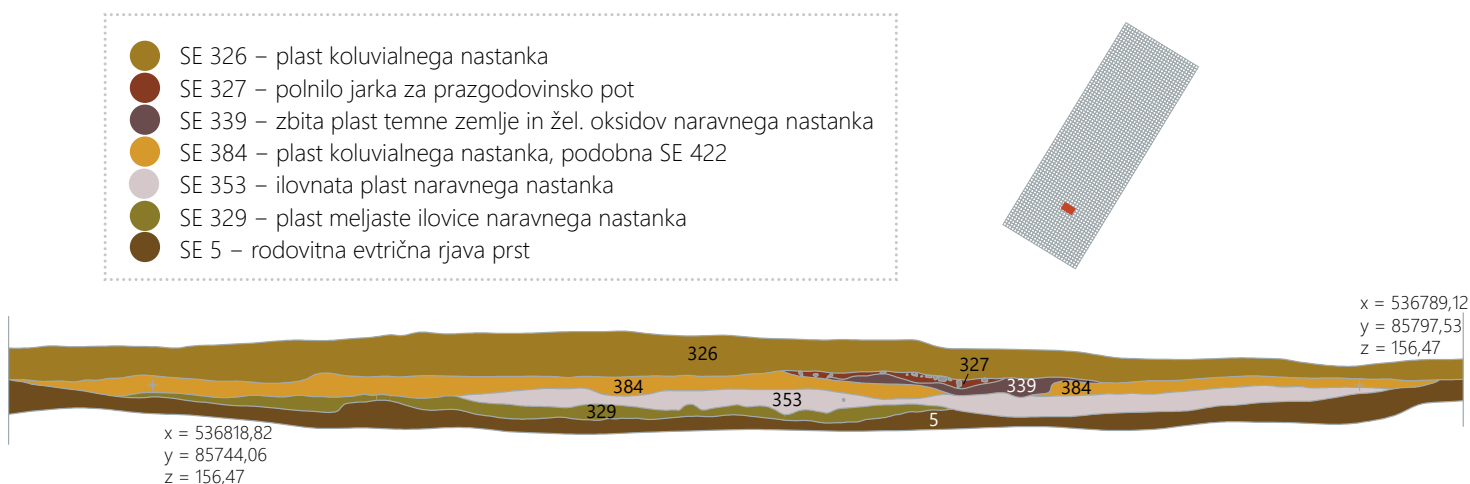 SE 326 – plast koluvialnega nastanka
SE 327 – polnilo jarka za prazgodovinsko pot
SE 339 – zbita plast temne zemlje in žel. oksidov naravnega nastanka
SE 384 – plast koluvialnega nastanka, podobna SE 422
SE 353 – ilovnata plast naravnega nastanka
SE 329 – plast meljaste ilovice naravnega nastanka
SE 5 – rodovitna evtrična rjava prst
x = 536789,12
y = 85797,53
z = 156,47
326
327
384
339
384
353
329
5
x = 536818,82
y = 85744,06
z = 156,47